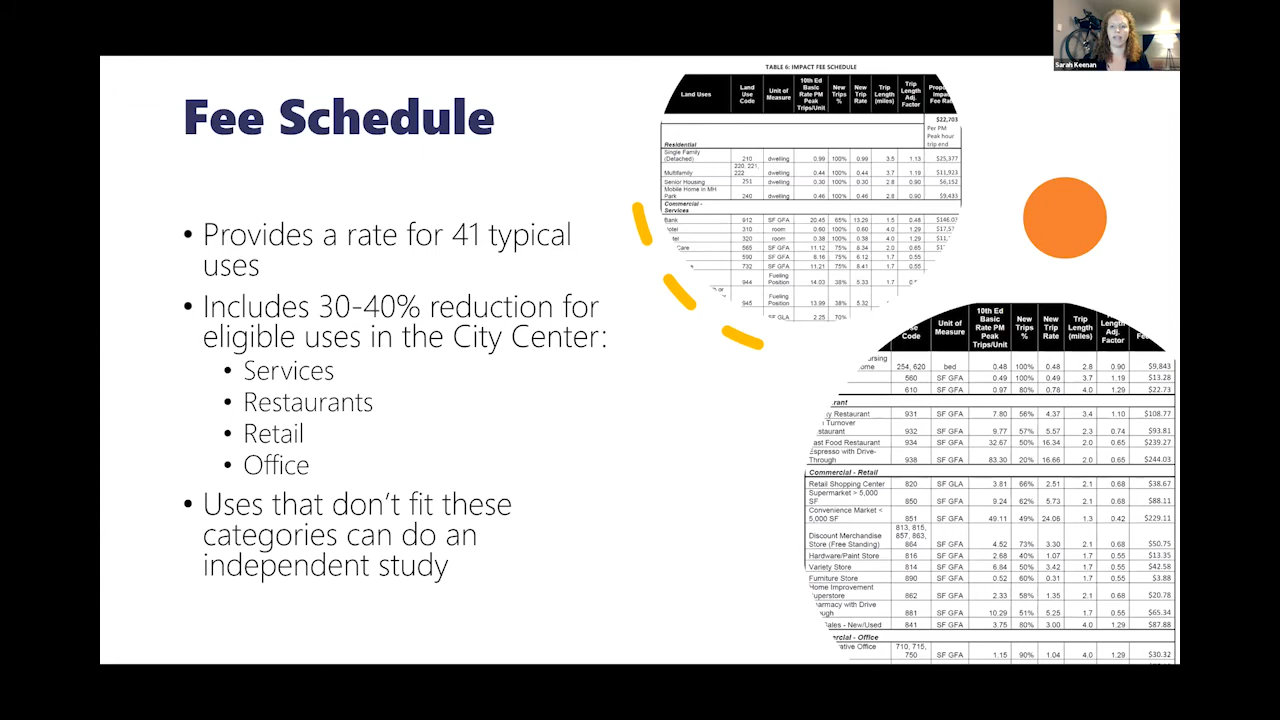 Sarah Keenan
Fee Schedule
• Provides a rate for 41 typical
uses
• Includes 30-40% reduction for
eligible uses in the City Center:
• Services
• Restaurants
• Retail
• Office
• Uses that don't fit these
categories can do an
independent study
TABLE 6: IMPACT FEE SCHEDULE
Land Uses Land Use Code Unit of Measure 10th Ed Basic Rate PM Peak Trips/Unit New Trips % New Trip Rate Trip Length (miles) Trip Length Adj. Factor Fee
$22,703
Per PM
Peak hour
trip end
Residential
Single Family (Detached) 210 dwelling 0.99 100% 0.99 3.5 1.13 $25,377
Multifamily 220, 221, 222 dwelling 0.44 100% 0.44 3.7 1.19 $11,923
Senior Housing 251 dwelling 0.30 100% 0.30 2.8 0.90 $6,152
Mobile Home in MH Park 240 dwelling 0.46 100% 0.46 2.8 0.90 $9,433
Commercial - Services
Bank 912 SF GFA 20.45 65% 13.29 1.5 0.48
310 room 0.60 100% 0.60 4.0 1.29
320 room 0.38 100% 0.38 4.0 1.29
Care 565 SF GFA 11.12 75% 8.34 2.0 0.65
590 SF GFA 8.16 75% 6.12 1.7 0.55
732 SF GFA 11.21 75% 8.41 1.7 0.55
944 Fueling Position 14.03 38% 5.33 1.7
945 Fueling Position 13.99 38% 5.32
SF GLA 2.25 70%
Code Unit of Measure 10th Ed Basic Rate PM Peak Trips/Unit New Trips % New Trip Rate Trip Length (miles) Length Adj. Factor
254, 620 bed 0.48 100% 0.48 2.8 0.90 $9,843
560 SF GFA 0.49 100% 0.49 3.7 1.19 $13.28
610 SF GFA 0.97 80% 0.78 4.0 1.29 $22.73
Restaurant 931 SF GFA 7.80 56% 4.37 3.4 1.10 $108.77
Turnover 932 SF GFA 9.77 57% 5.57 2.3 0.74 $93.81
Food Restaurant 934 SF GFA 32.67 50% 16.34 2.0 0.65 $239.27
Espresso with Drive-Through 938 SF GFA 83.30 20% 16.66 2.0 0.65 $244.03
Commercial - Retail
Retail Shopping Center 820 SF GLA 3.81 66% 2.51 2.1 0.68 $38.67
Supermarket > 5,000 SF 850 SF GFA 9.24 62% 5.73 2.1 0.68 $88.11
Convenience Market < 5,000 SF 851 SF GFA 49.11 49% 24.06 1.3 0.42 $229.11
Discount Merchandise Store (Free Standing) 813, 815, 857, 863, 864 SF GFA 4.52 73% 3.30 2.1 0.68 $50.75
Hardware/Paint Store 816 SF GFA 2.68 40% 1.07 1.7 0.55 $13.35
Variety Store 814 SF GFA 6.84 50% 3.42 1.7 0.55 $42.58
Furniture Store 890 SF GFA 0.52 60% 0.31 1.7 0.55 $3.88
Home Improvement 862 SF GFA 2.33 58% 1.35 2.1 0.68 $20.78
with Drive 881 SF GFA 10.29 51% 5.25 1.7 0.55 $65.34
Sales - New/Used 841 SF GFA 3.75 80% 3.00 4.0 1.29 $87.88
- Office
Office 710, 715, 750 SF GFA 1.15 90% 1.04 4.0 1.29 $30.32